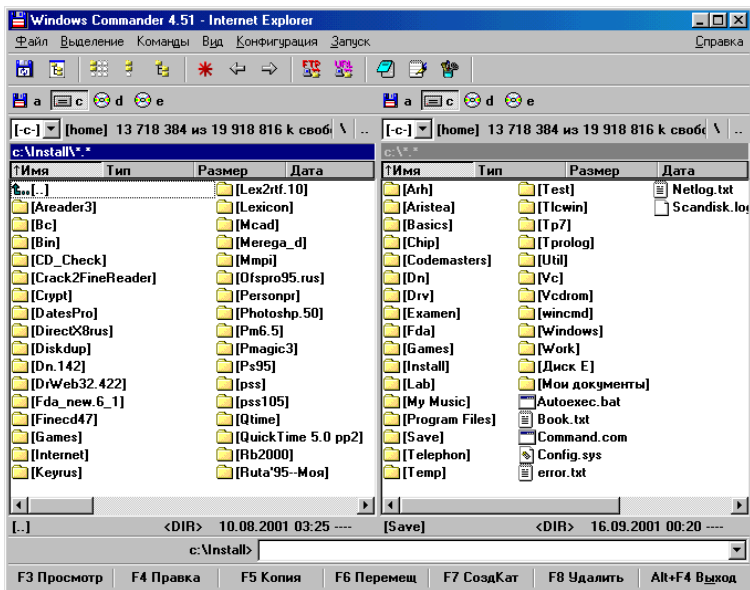 Windows Commander 4.51 - Internet Explorer
Файл Выделение Команды Вид Конфигурация Запуск Справка
FTP URL
a c d e a c d e
[-c-] [home] 13 718 384 из 19 918 816 k своб \ .. [-c-] [home] 13 718 384 из 19 918 816 k своб \ ..
c:\Install\*.* c:\*.*
↑Имя Тип Размер Дата ↑Имя Тип Размер Дата
[..] [Lex2rtf.10] [Arh] [Test] Netlog.txt
[Areader3] [Lexicon] [Aristea] [Tlcwin] Scandisk.log
[Bc] [Mcad] [Basics] [Tp7]
[Bin] [Merega_d] [Chip] [Tprolog]
[CD_Check] [Mmpi] [Codemasters] [Util]
[Crack2FineReader] [Ofspro95.rus] [Dn] [Vc]
[Crypt] [Personpr] [Drv] [Vcdrom]
[DatesPro] [Photoshp.50] [Examen] [wincmd]
[DirectX8rus] [Pm6.5] [Fda] [Windows]
[Diskdup] [Pmagic3] [Games] [Work]
[Dn.142] [Ps95] [Install] [Диск E]
[DrWeb32.422] [pss] [Lab] [Мои документы]
[Fda_new.6_1] [pss105] [My Music] Autoexec.bat
[Finecd47] [Qtime] [Program Files] Book.txt
[Games] [QuickTime 5.0 pp2] [Save] Command.com
[Internet] [Rb2000] [Telephon] Config.sys
[Keyrus] [Ruta'95--Моя] [Temp] error.txt
[..] <DIR> 10.08.2001 03:25 ---- [Save] <DIR> 16.09.2001 00:20 ----
c:\Install>
F3 Просмотр F4 Правка F5 Копия F6 Перемещ F7 СоздКат F8 Удалить Alt+F4 Выход